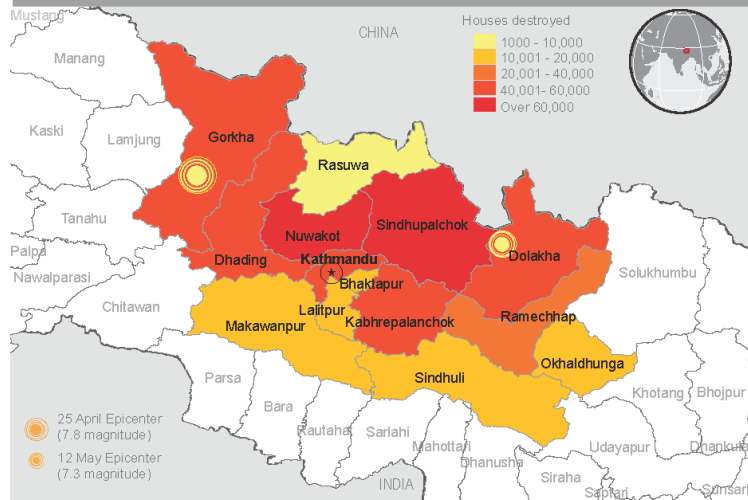 Mustang
Houses destroyed
CHINA
1000 - 10,000
10,001 - 20,000
20,001 - 40,000
40,001- 60,000
Over 60,000
Manang
Kaski
Lamjung
Gorkha
Rasuwa
Tanahu
Sindhupalchok
Nuwakot
Palpa
Dhading
Kathmandu
Dolakha
Nawalparasi
Bhaktapur
Solukhumbu
Chitawan
Lalitpur
Makawanpur
Kabhrepalanchok
Ramechhap
Okhaldhunga
Parsa
Sindhuli
Khotang
Bhojpur
Bara
25 April Epicenter
(7.8 magnitude)
Rautahat
Sarlahi
Mahottari
Udayapur
Dhankuta
12 May Epicenter
(7.3 magnitude)
Dhanusha
Siraha
INDIA
Saptari
Sunsari